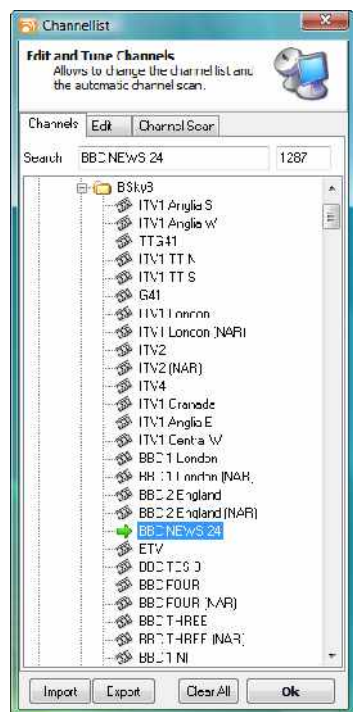 Channellist
Edit and Tune Channels
Allows to change the channel list and
the automatic channel scan.
Channels Edit Channel Scan
Search BBC NEWS 24 1287
BSkyB
ITV1 Anglia S
ITV1 Anglia W
TTG41
ITV1 TT N
ITV1 TT S
G41
ITV1 London
ITV1 London (NAR)
ITV2
ITV2 (NAR)
ITV4
ITV1 Granada
ITV1 Anglia E
ITV1 Central W
BBC 1 London
BBC 1 London (NAR)
BBC 2 England
BBC 2 England (NAR)
BBC NEWS 24
ETV
BBC FOUR
BBC FOUR (NAR)
BBC THREE
BBC THREE (NAR)
BBC 1 NI
Import Export Clear All Ok